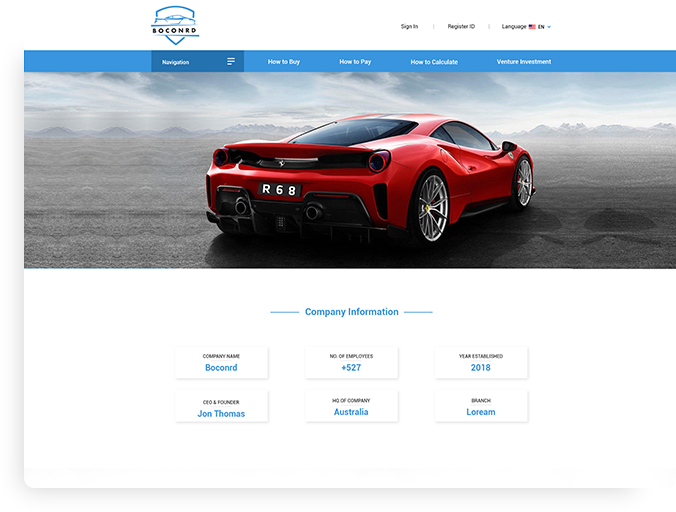 BOCONRD
Sign In | Register ID | Language EN
Navigation How to Buy How to Pay How to Calculate Venture Investment
R68
Company Information
COMPANY NAME
Boconrd
NO. OF EMPLOYEES
+527
YEAR ESTABLISHED
2018
CEO & FOUNDER
Jon Thomas
HQ OF COMPANY
Australia
BRANCH
Loream